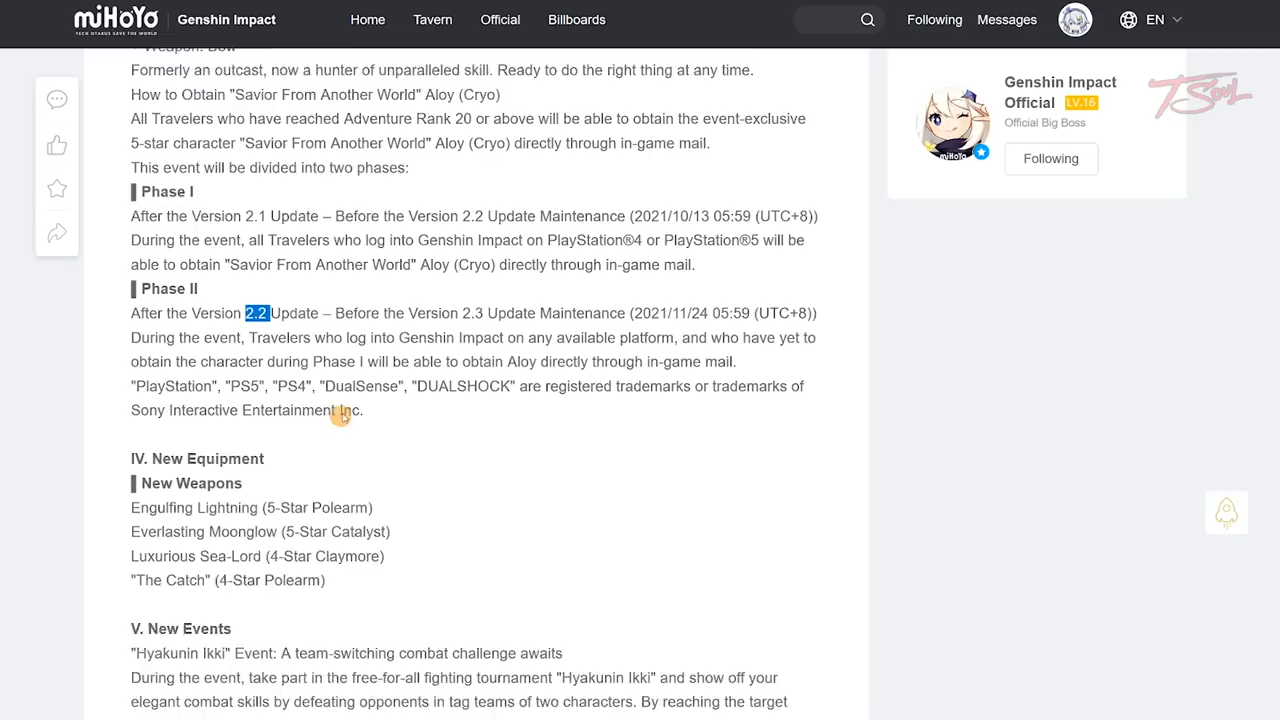 miHoYo
TECH OTAKUS SAVE THE WORLD
Genshin Impact
Home
Tavern
Official
Billboards
Following
Messages
EN
Weapon: Bow
Formerly an outcast, now a hunter of unparalleled skill. Ready to do the right thing at any time.
How to Obtain "Savior From Another World" Aloy (Cryo)
All Travelers who have reached Adventure Rank 20 or above will be able to obtain the event-exclusive
5-star character "Savior From Another World" Aloy (Cryo) directly through in-game mail.
This event will be divided into two phases:
Phase I
After the Version 2.1 Update – Before the Version 2.2 Update Maintenance (2021/10/13 05:59 (UTC+8))
During the event, all Travelers who log into Genshin Impact on PlayStation®4 or PlayStation®5 will be
able to obtain "Savior From Another World" Aloy (Cryo) directly through in-game mail.
Phase II
After the Version 2.2 Update – Before the Version 2.3 Update Maintenance (2021/11/24 05:59 (UTC+8))
During the event, Travelers who log into Genshin Impact on any available platform, and who have yet to
obtain the character during Phase I will be able to obtain Aloy directly through in-game mail.
"PlayStation", "PS5", "PS4", "DualSense", "DUALSHOCK" are registered trademarks or trademarks of
Sony Interactive Entertainment Inc.
IV. New Equipment
New Weapons
Engulfing Lightning (5-Star Polearm)
Everlasting Moonglow (5-Star Catalyst)
Luxurious Sea-Lord (4-Star Claymore)
"The Catch" (4-Star Polearm)
V. New Events
"Hyakunin Ikki" Event: A team-switching combat challenge awaits
During the event, take part in the free-for-all fighting tournament "Hyakunin Ikki" and show off your
elegant combat skills by defeating opponents in tag teams of two characters. By reaching the target
Genshin Impact
Official LV.16
Official Big Boss
miHoYo
Following
TSoul